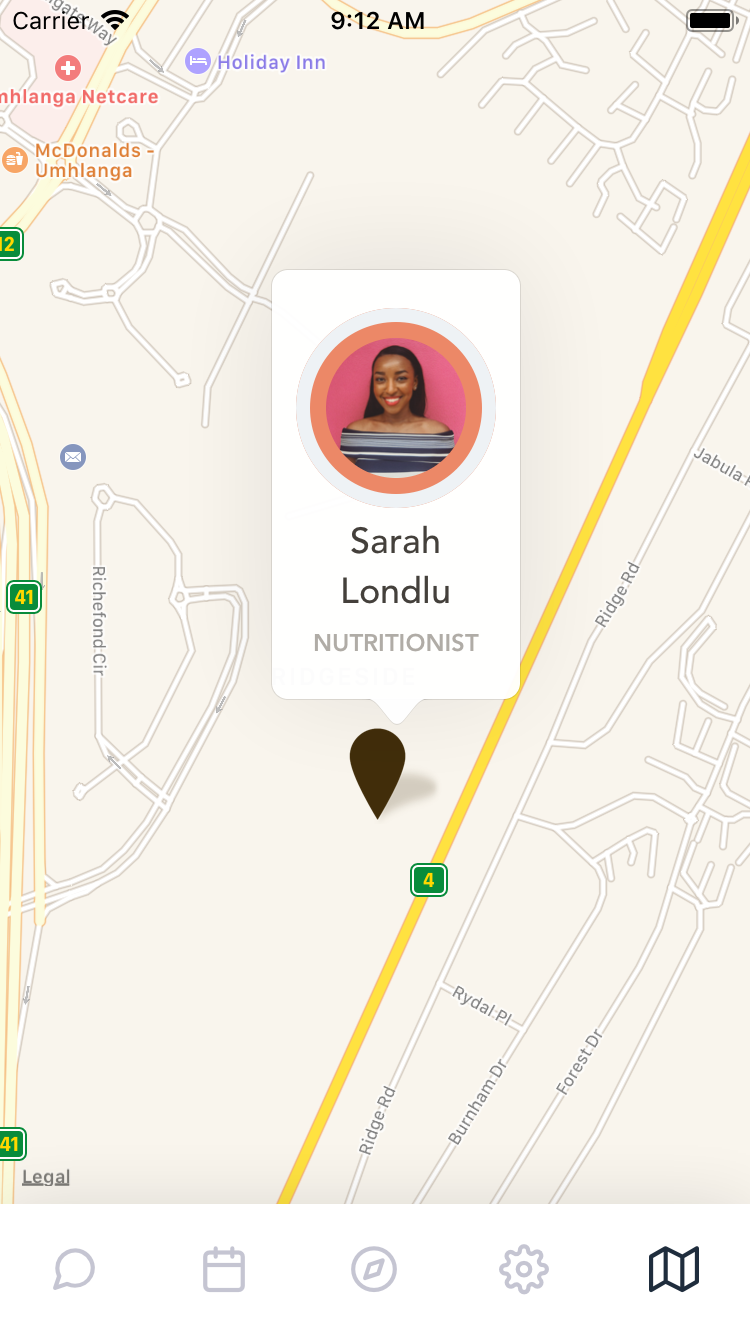 Carrier
9:12 AM
Holiday Inn
mhlanga Netcare
McDonalds -
Umhlanga
12
Sarah
Londlu
NUTRITIONIST
RIDGESIDE
Jabula
41
Richefond Cir
Ridge Rd
4
Rydal Pl
Forest Dr
Burnham Dr
Ridge Rd
41
Legal